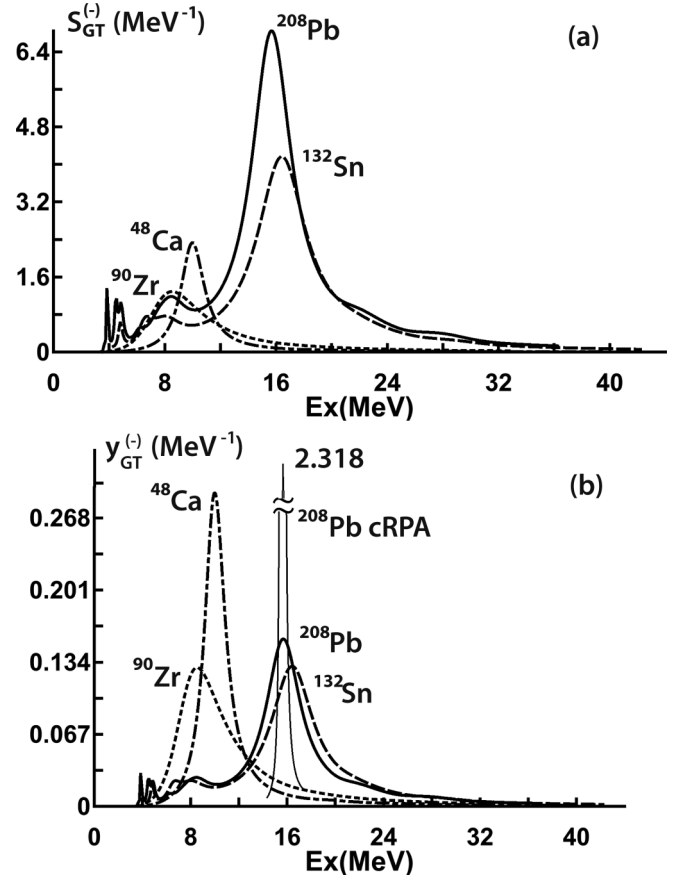 S_GT^(-) (MeV⁻¹)
²⁰⁸Pb
(a)
6.4
4.8
¹³²Sn
3.2
⁴⁸Ca
⁹⁰Zr
1.6
0
0 8 16 24 32 40
Ex(MeV)
y_GT^(-) (MeV⁻¹)
2.318
(b)
⁴⁸Ca
0.268
²⁰⁸Pb cRPA
0.201
²⁰⁸Pb
0.134
⁹⁰Zr
¹³²Sn
0.067
0
0 8 16 24 32 40
Ex(MeV)